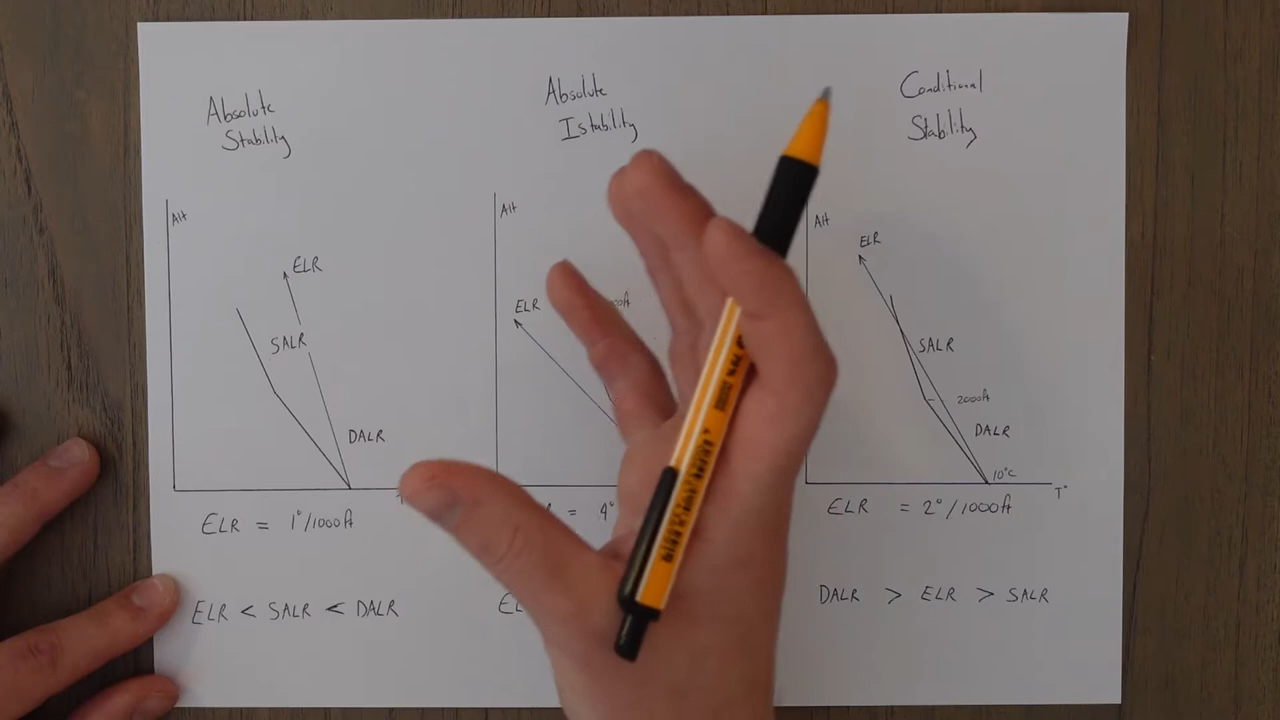 Absolute
Stability
Alt
ELR
SALR
DALR
ELR = 1°/1000ft
ELR < SALR < DALR
Absolute
Istability
Alt
ELR
= 4°
Conditional
Stability
Alt
ELR
SALR
2000ft
DALR
10°C
T°
ELR = 2°/1000ft
DALR > ELR > SALR